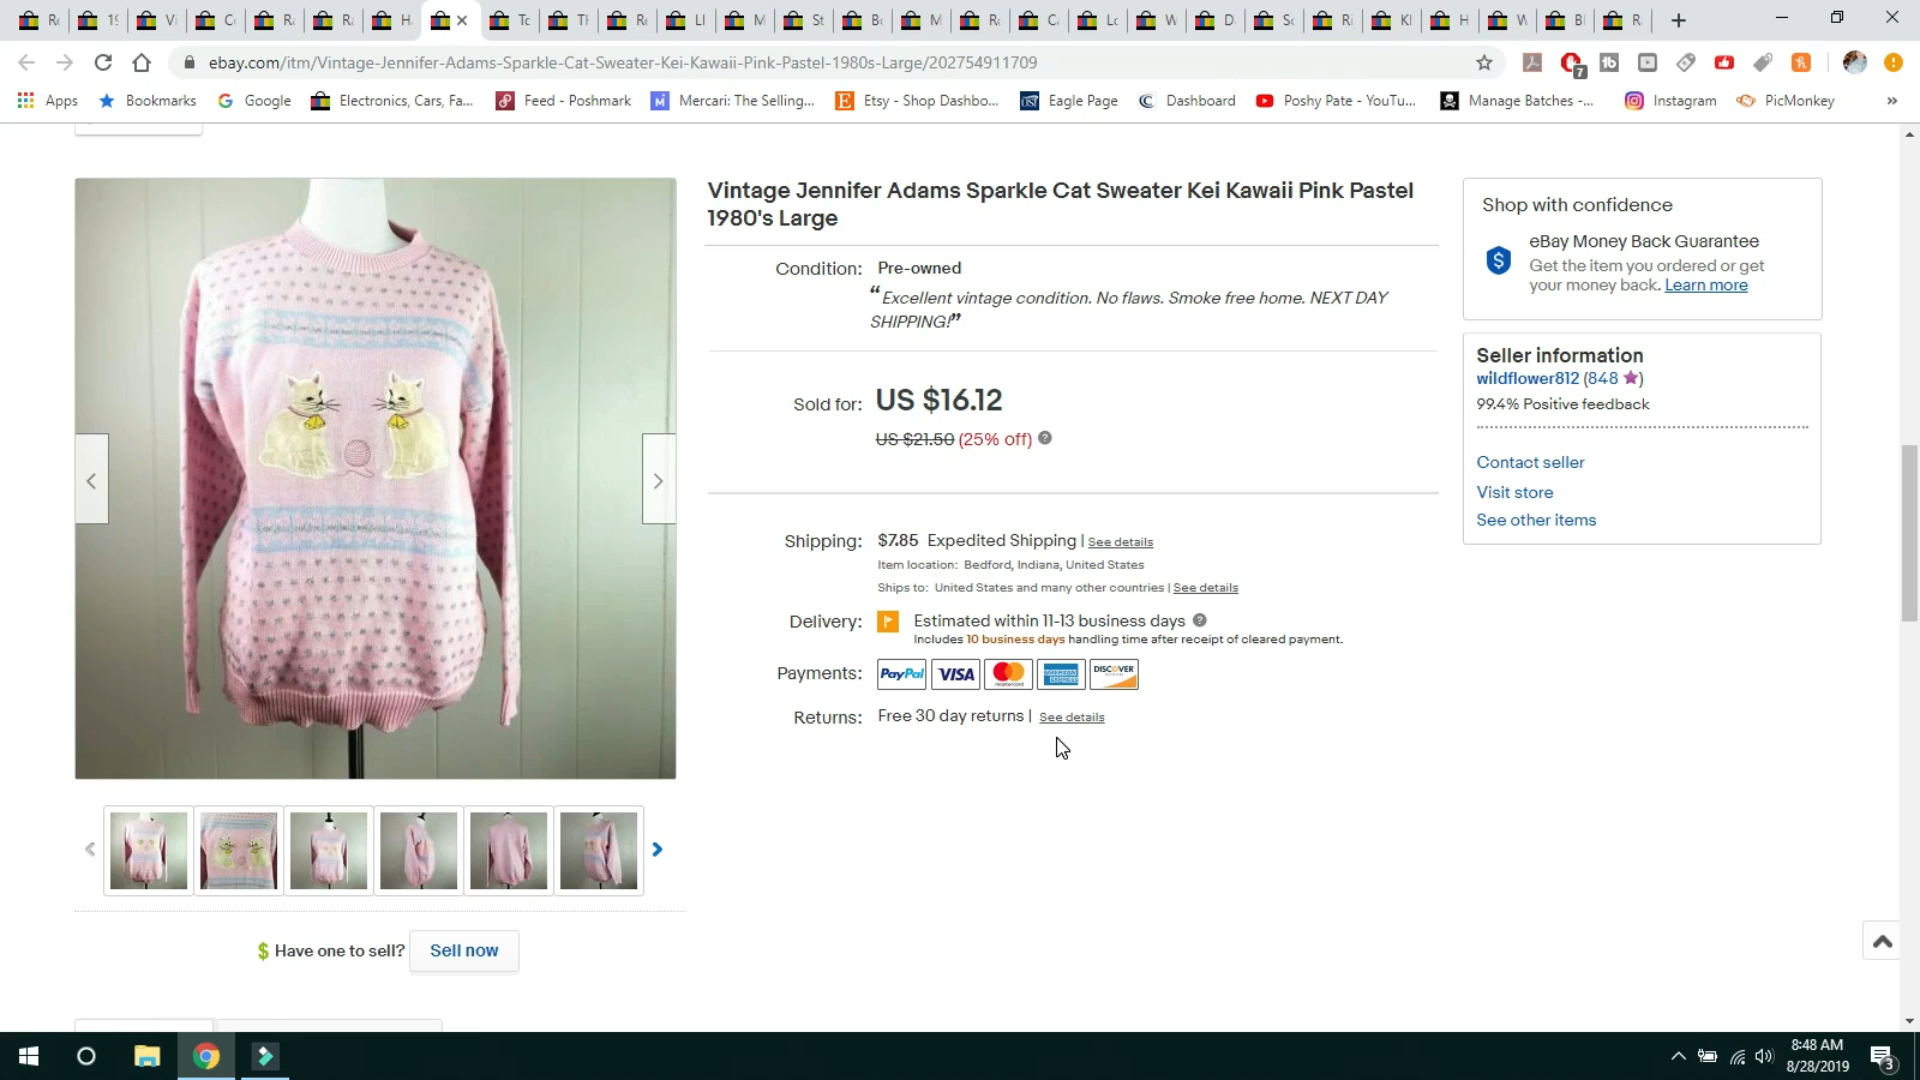 ebay.com/itm/Vintage-Jennifer-Adams-Sparkle-Cat-Sweater-Kei-Kawaii-Pink-Pastel-1980s-Large/202754911709
7
Apps
Bookmarks
Google
Electronics, Cars, Fa...
Feed - Poshmark
Mercari: The Selling...
Etsy - Shop Dashbo...
Eagle Page
Dashboard
Poshy Pate - YouTu...
Manage Batches -...
Instagram
PicMonkey
Vintage Jennifer Adams Sparkle Cat Sweater Kei Kawaii Pink Pastel
1980's Large
Condition: Pre-owned
“Excellent vintage condition. No flaws. Smoke free home. NEXT DAY
SHIPPING!”
Sold for: US $16.12
US $21.50 (25% off)
Shipping: $7.85 Expedited Shipping | See details
Item location: Bedford, Indiana, United States
Ships to: United States and many other countries | See details
Delivery: Estimated within 11-13 business days
Includes 10 business days handling time after receipt of cleared payment.
Payments: PayPal VISA mastercard AMERICAN EXPRESS DISCOVER
Returns: Free 30 day returns | See details
Shop with confidence
eBay Money Back Guarantee
Get the item you ordered or get
your money back. Learn more
Seller information
wildflower812 (848)
99.4% Positive feedback
Contact seller
Visit store
See other items
$ Have one to sell? Sell now
8:48 AM
8/28/2019
3